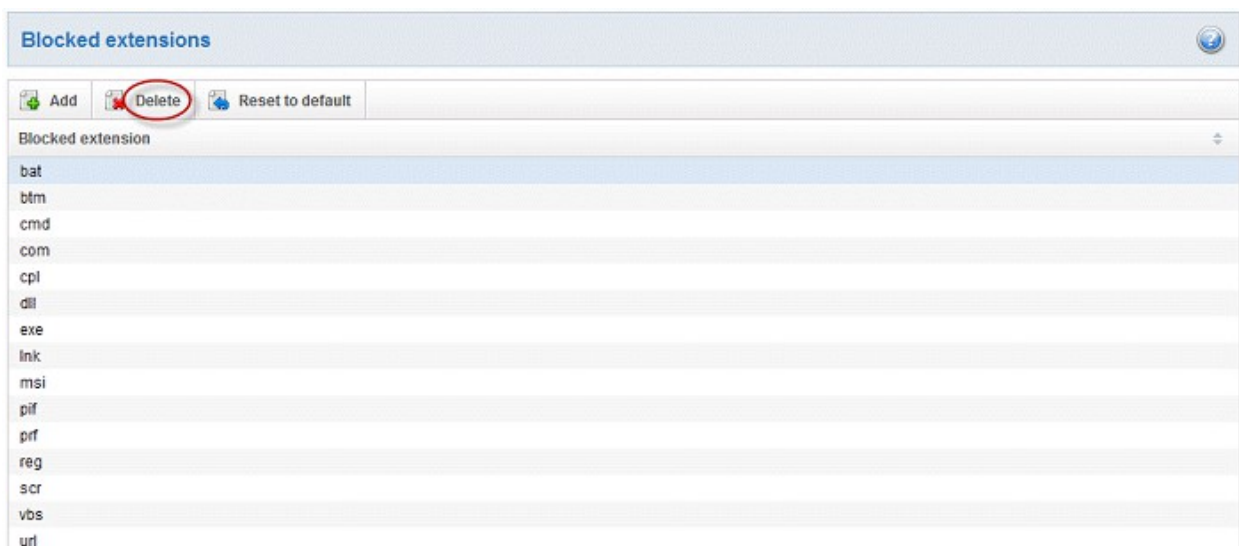 Blocked extensions
Add Delete Reset to default
Blocked extension
bat
btm
cmd
com
cpl
dll
exe
lnk
msi
pif
prf
reg
scr
vbs
url